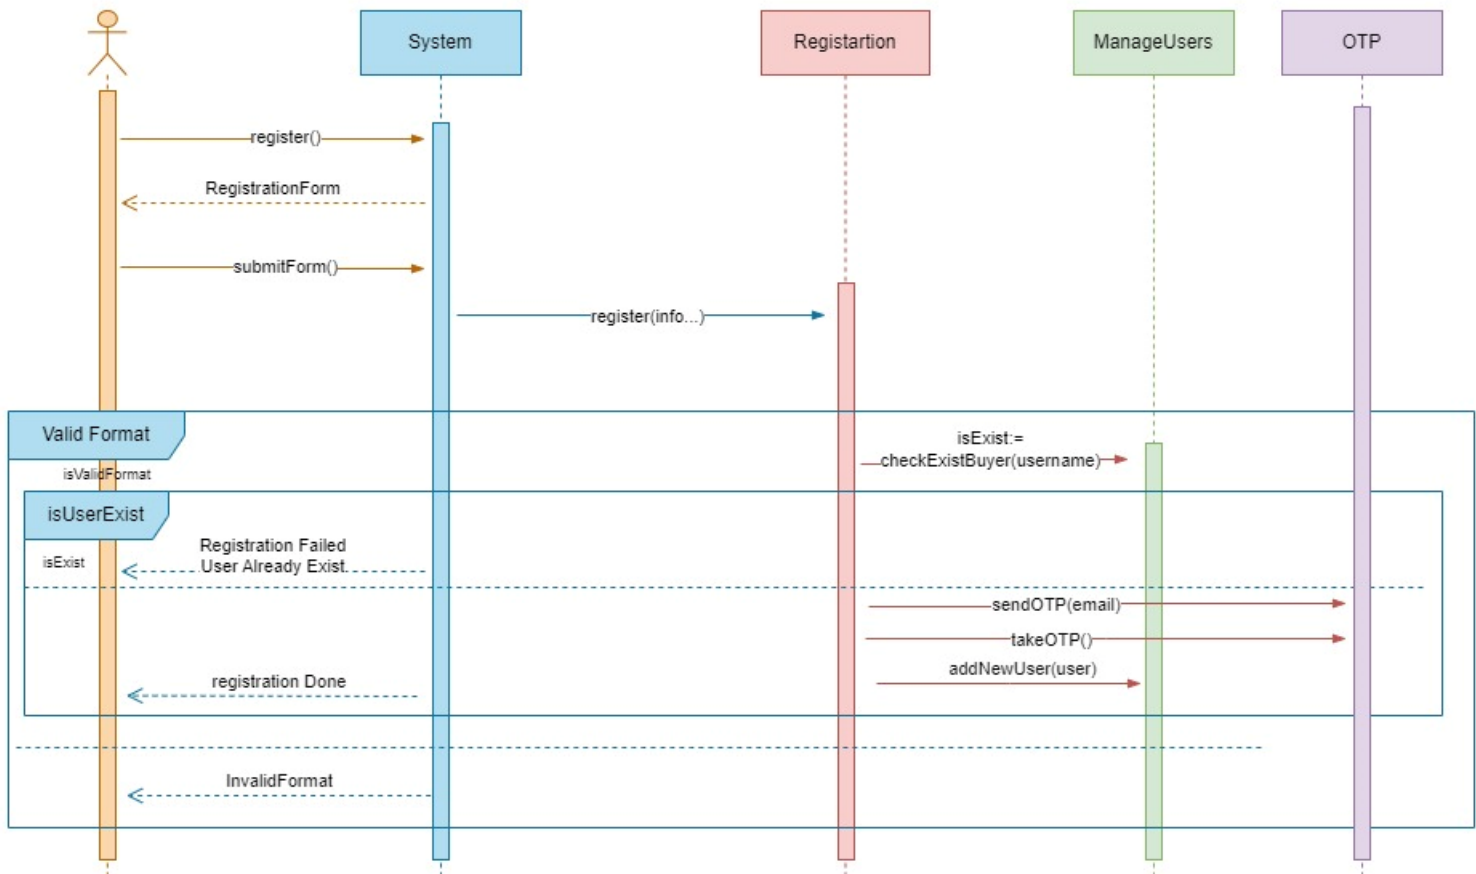 System
Registartion
ManageUsers
OTP
register()
RegistrationForm
submitForm()
register(info...)
Valid Format
isExist:=
checkExistBuyer(username)
isValidFormat
isUserExist
Registration Failed
User Already Exist
isExist
sendOTP(email)
takeOTP()
addNewUser(user)
registration Done
InvalidFormat